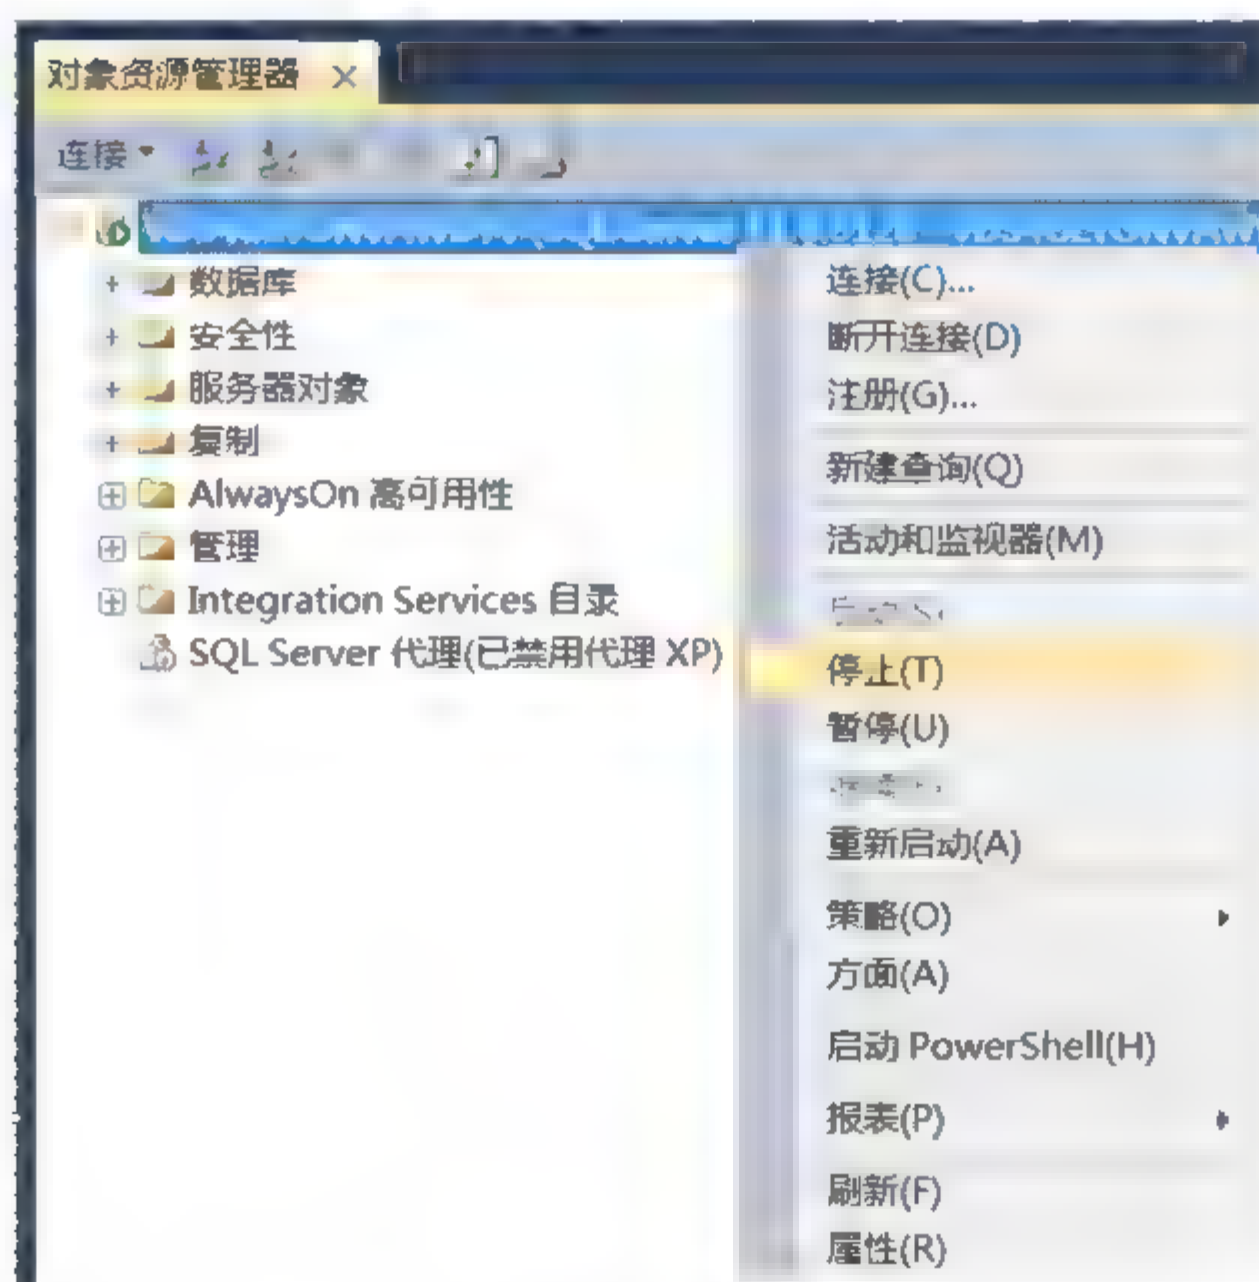 对象资源管理器 ×
连接
数据库
安全性
服务器对象
复制
AlwaysOn 高可用性
管理
Integration Services 目录
SQL Server 代理(已禁用代理 XP)
连接(C)...
断开连接(D)
注册(G)...
新建查询(Q)
活动和监视器(M)
停止(T)
暂停(U)
重新启动(A)
策略(O)
方面(A)
启动 PowerShell(H)
报表(P)
刷新(F)
属性(R)